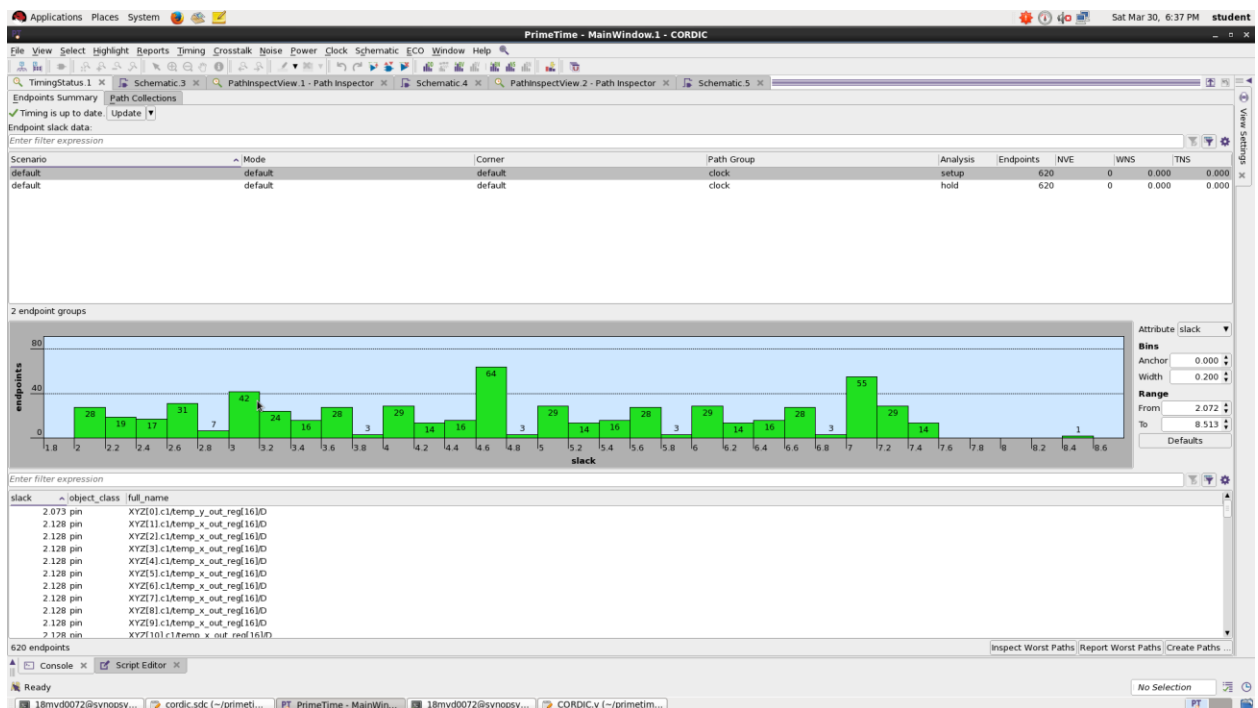 Applications Places System Sat Mar 30, 6:37 PM student
PrimeTime - MainWindow.1 - CORDIC
File View Select Highlight Reports Timing Crosstalk Noise Power Clock Schematic ECO Window Help
TimingStatus.1 Schematic.3 PathInspectView.1 - Path Inspector Schematic.4 PathInspectView.2 - Path Inspector Schematic.5
Endpoints Summary Path Collections
Timing is up to date. Update
View Settings
Endpoint slack data:
Enter filter expression
Scenario Mode Corner Path Group Analysis Endpoints NVE WNS TNS
default default default clock setup 620 0 0.000 0.000
default default default clock hold 620 0 0.000 0.000
2 endpoint groups
Attribute slack
Bins
Anchor 0.000
Width 0.200
Range
From 2.072
To 8.513
Defaults
endpoints
80
40
0
28 19 17 31 7 42 24 16 28 3 29 14 16 64 3 29 14 16 28 3 29 14 16 28 3 55 29 14 1
1.8 2 2.2 2.4 2.6 2.8 3 3.2 3.4 3.6 3.8 4 4.2 4.4 4.6 4.8 5 5.2 5.4 5.6 5.8 6 6.2 6.4 6.6 6.8 7 7.2 7.4 7.6 7.8 8 8.2 8.4 8.6
slack
Enter filter expression
slack object_class full_name
2.073 pin XYZ[0].c1/temp_y_out_reg[16]/D
2.128 pin XYZ[1].c1/temp_x_out_reg[16]/D
2.128 pin XYZ[2].c1/temp_x_out_reg[16]/D
2.128 pin XYZ[3].c1/temp_x_out_reg[16]/D
2.128 pin XYZ[4].c1/temp_x_out_reg[16]/D
2.128 pin XYZ[5].c1/temp_x_out_reg[16]/D
2.128 pin XYZ[6].c1/temp_x_out_reg[16]/D
2.128 pin XYZ[7].c1/temp_x_out_reg[16]/D
2.128 pin XYZ[8].c1/temp_x_out_reg[16]/D
2.128 pin XYZ[9].c1/temp_x_out_reg[16]/D
2.128 pin XYZ[10].c1/temp_x_out_reg[16]/D
620 endpoints Inspect Worst Paths Report Worst Paths Create Paths ...
Console Script Editor
Ready No Selection
18mvd0072@synopsy... cordic.sdc (~/primeti... PT PrimeTime - MainWin... 18mvd0072@synopsy... CORDIC.v (~/primetim... PT